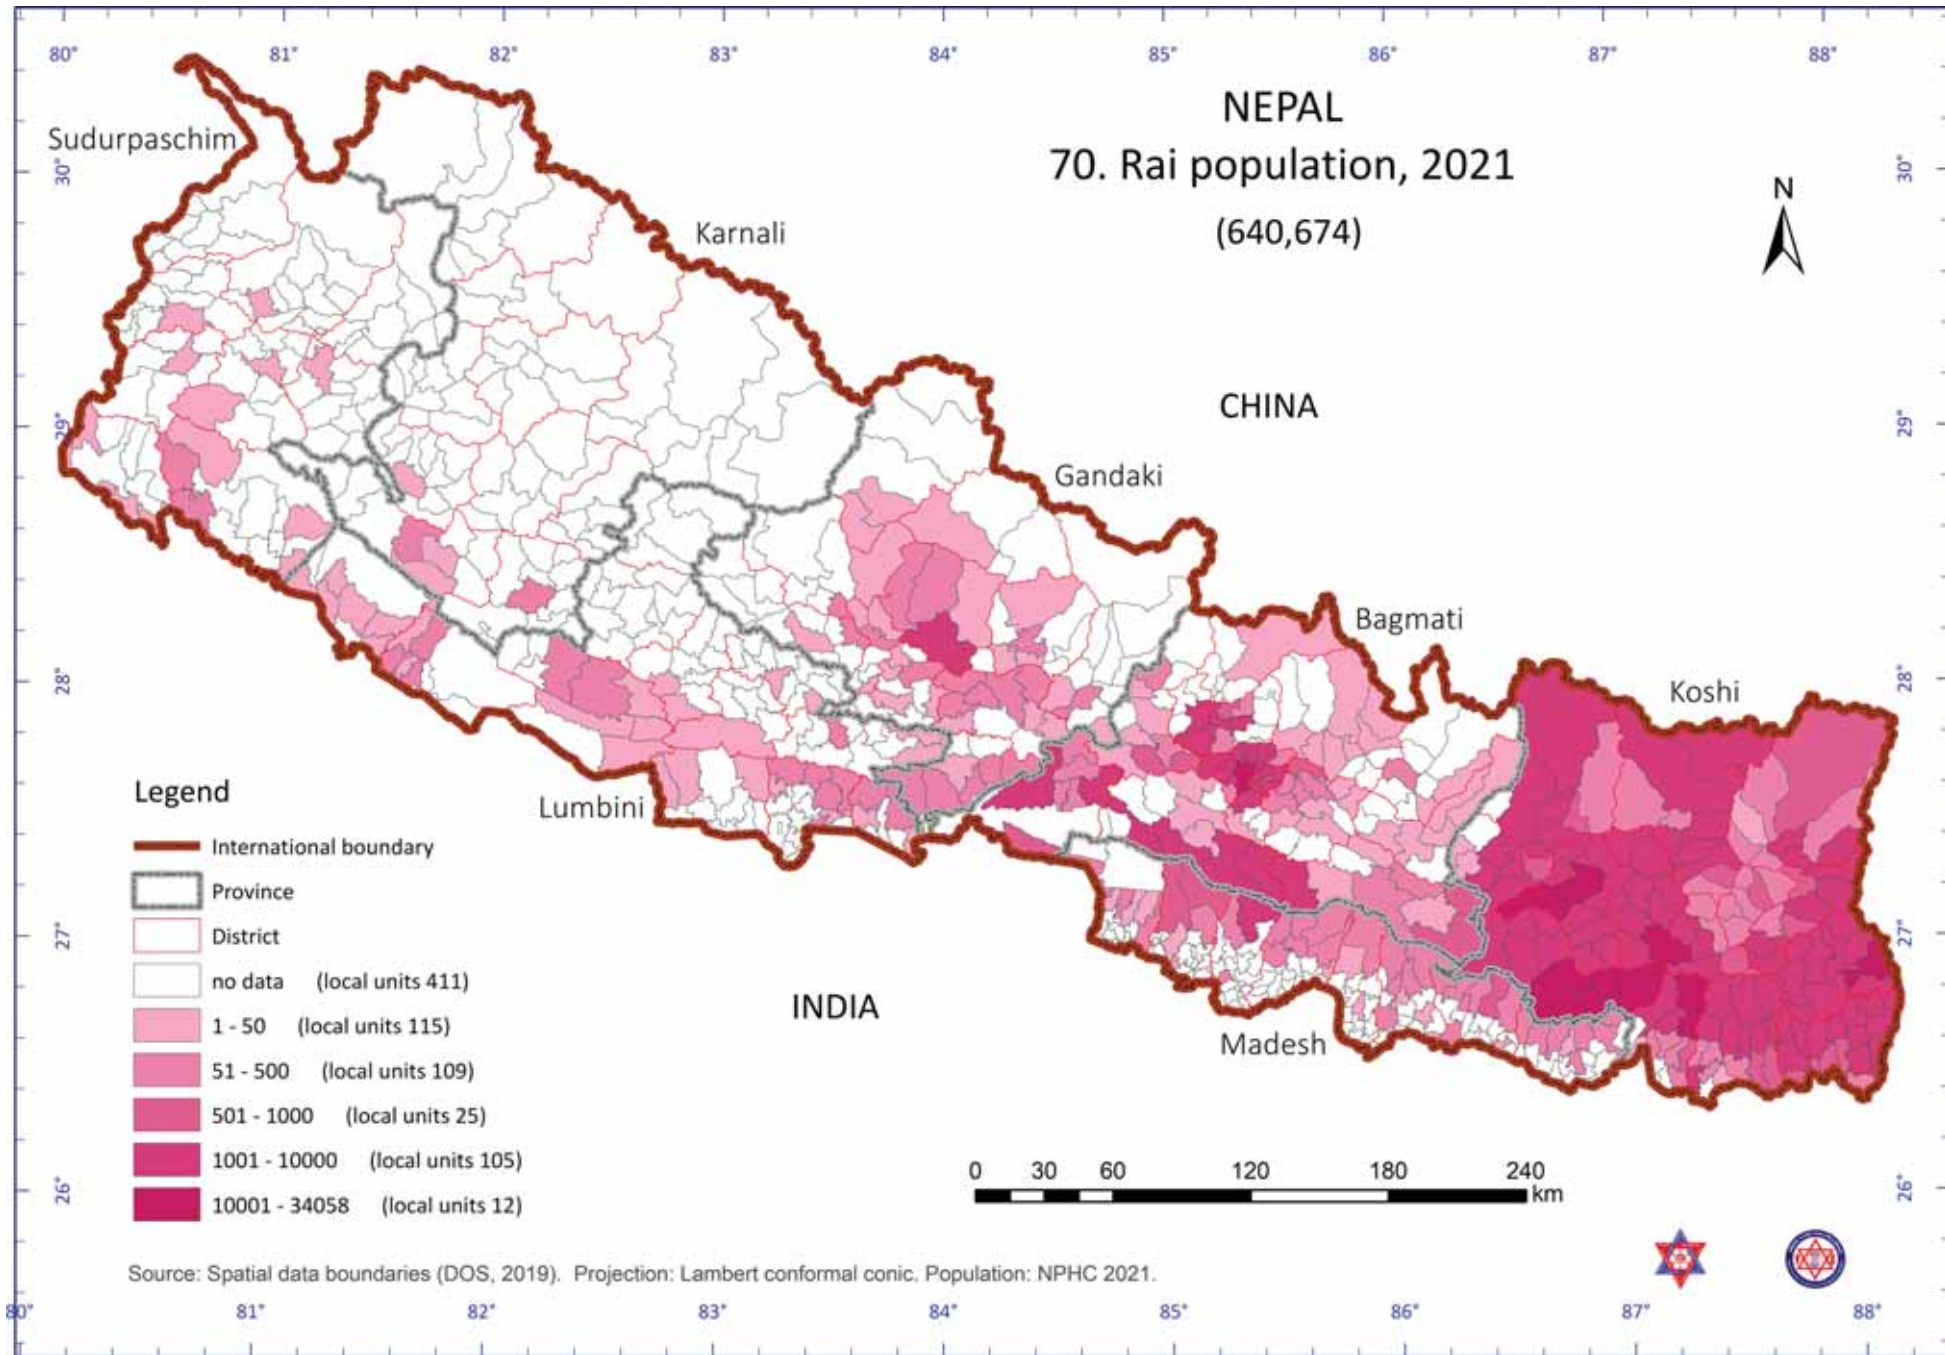 80° 81° 82° 83° 84° 85° 86° 87° 88°
NEPAL
70. Rai population, 2021
(640,674)
N
Sudurpaschim
30° 30°
Karnali
CHINA
29° 29°
Gandaki
Bagmati
Koshi
28° 28°
Lumbini
27° 27°
INDIA
Madesh
26° 26°
Legend
International boundary
Province
District
no data (local units 411)
1 - 50 (local units 115)
51 - 500 (local units 109)
501 - 1000 (local units 25)
1001 - 10000 (local units 105)
10001 - 34058 (local units 12)
0 30 60 120 180 240
km
Source: Spatial data boundaries (DOS, 2019). Projection: Lambert conformal conic. Population: NPHC 2021.
80° 81° 82° 83° 84° 85° 86° 87° 88°